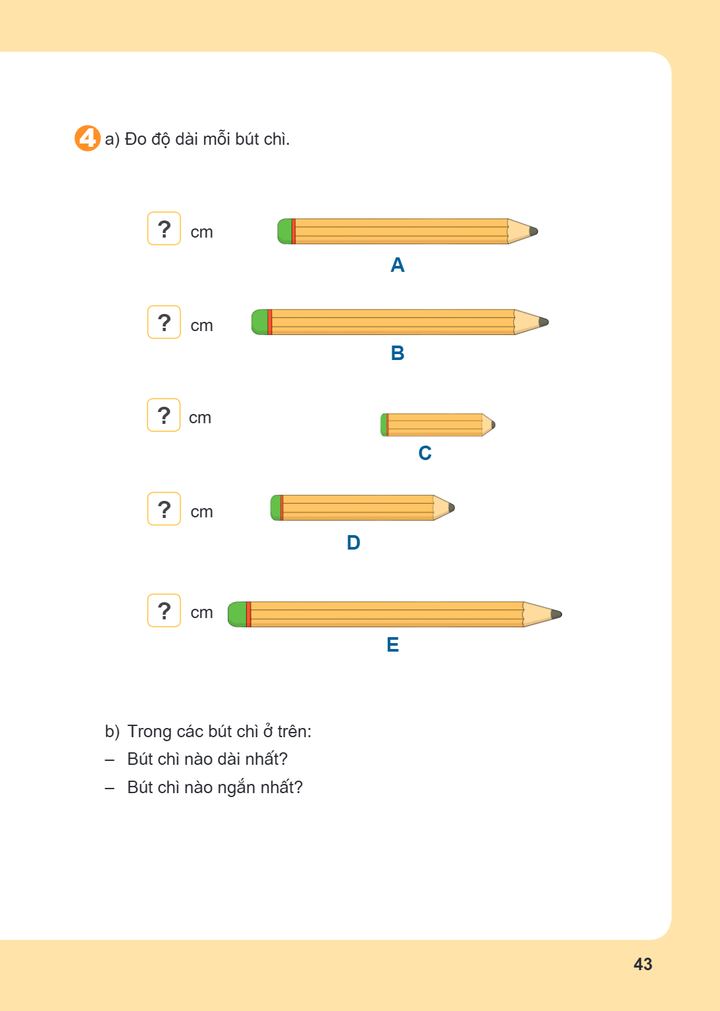 4 a) Đo độ dài mỗi bút chì.
? cm
A
? cm
B
? cm
C
? cm
D
? cm
E
b) Trong các bút chì ở trên:
– Bút chì nào dài nhất?
– Bút chì nào ngắn nhất?
43